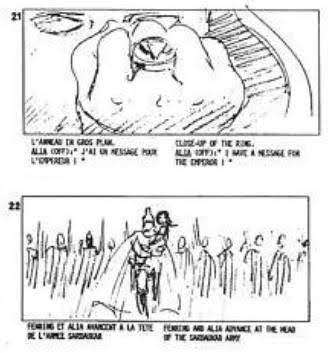 21
L'ANNEAU EN GROS PLAN.
ALIA (OFF):" J'AI UN MESSAGE POUR
L'EMPEREUR ! "
CLOSE-UP OF THE RING.
ALIA (OFF):" I HAVE A MESSAGE FOR
THE EMPEROR ! "
22
FENRING ET ALIA AVANCENT A LA TETE
DE L'ARMEE SARDAUKAR
FENRING AND ALIA ADVANCE AT THE HEAD
OF THE SARDAUKAR ARMY